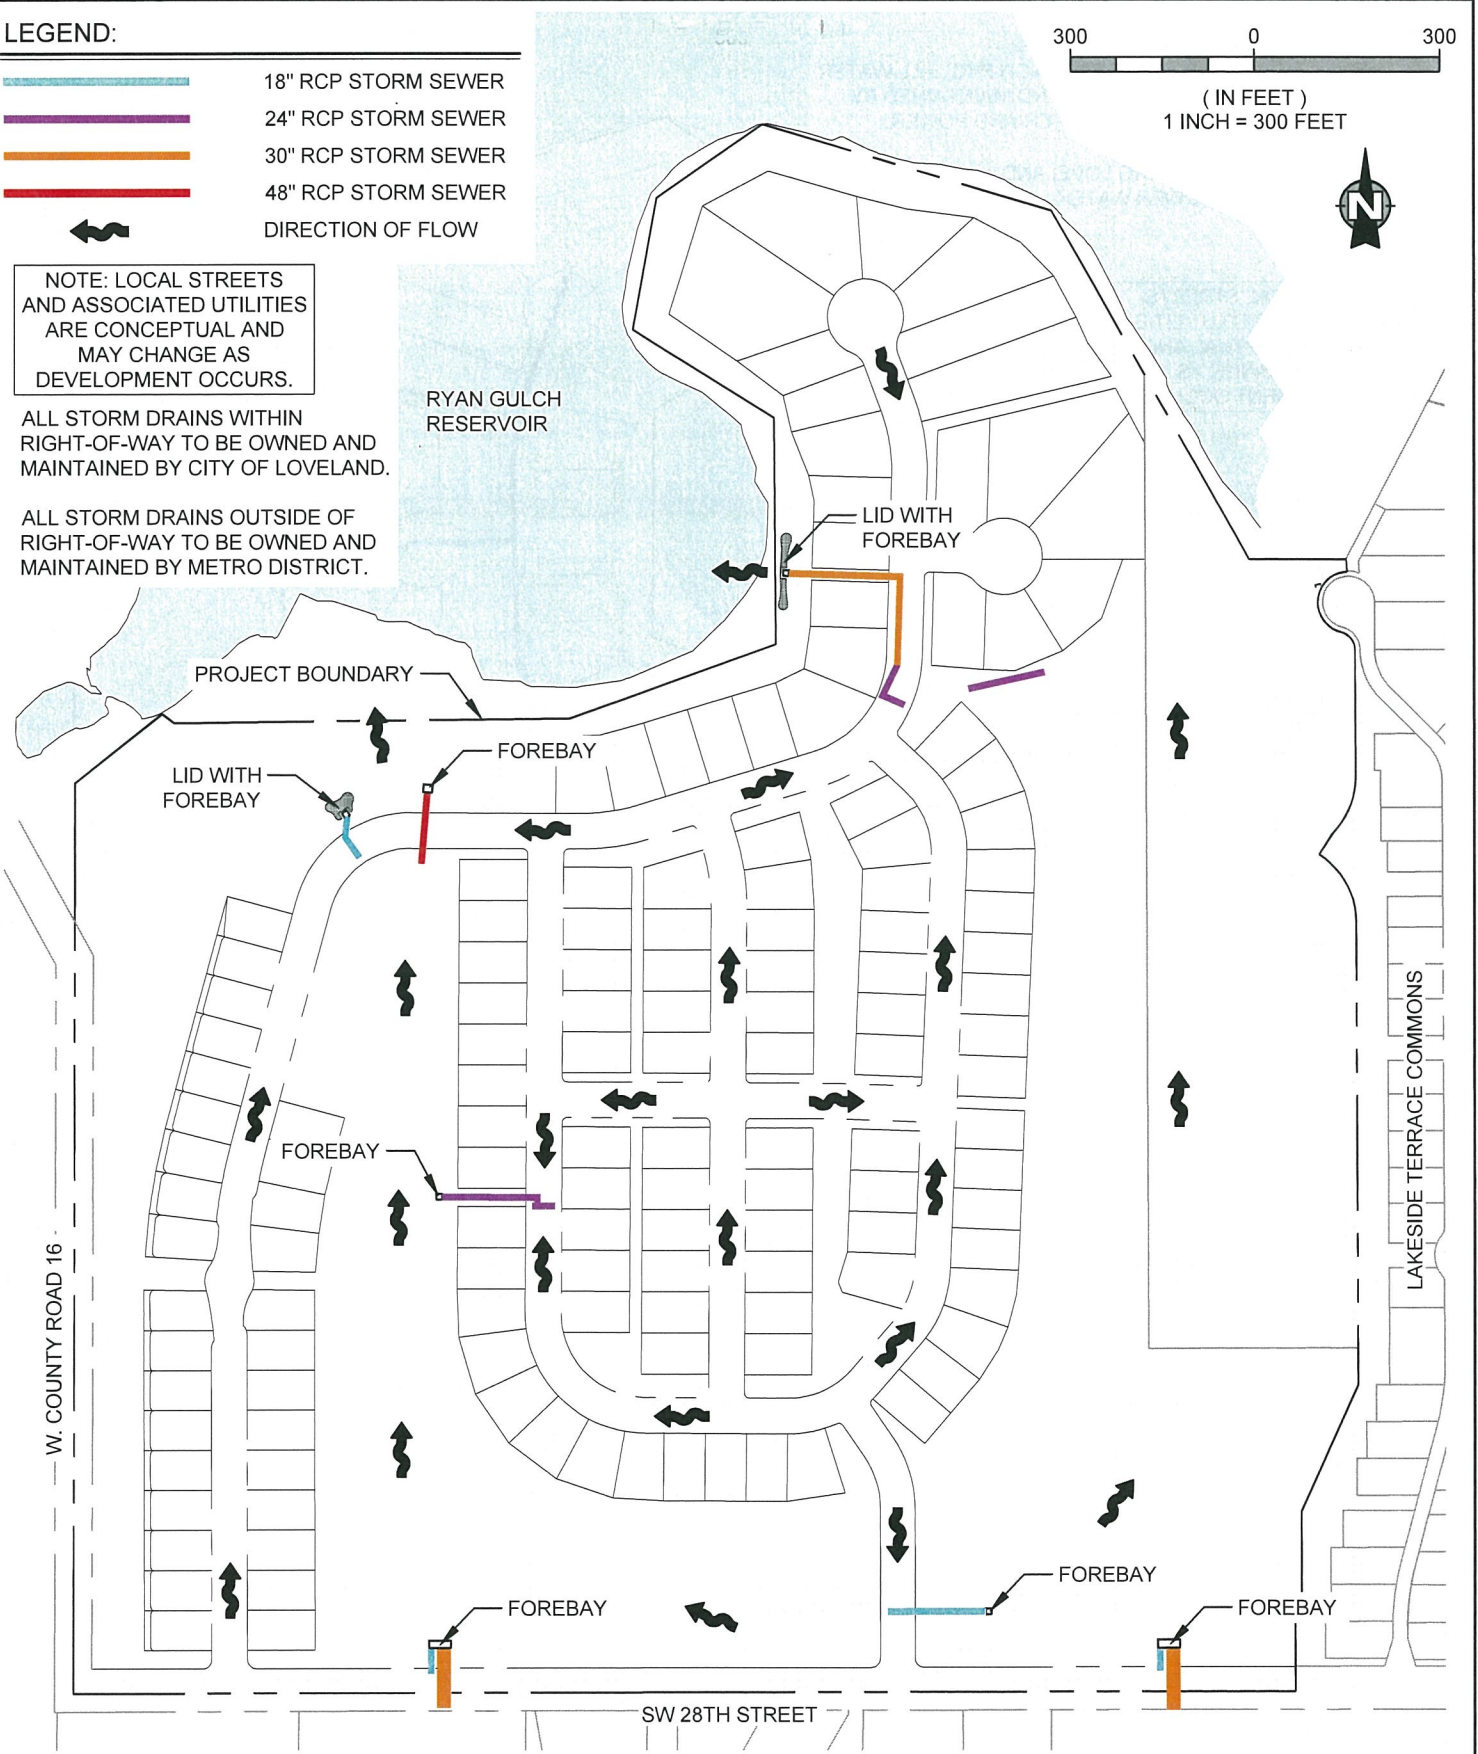 LEGEND:
18" RCP STORM SEWER
24" RCP STORM SEWER
30" RCP STORM SEWER
48" RCP STORM SEWER
DIRECTION OF FLOW
NOTE: LOCAL STREETS
AND ASSOCIATED UTILITIES
ARE CONCEPTUAL AND
MAY CHANGE AS
DEVELOPMENT OCCURS.
ALL STORM DRAINS WITHIN
RIGHT-OF-WAY TO BE OWNED AND
MAINTAINED BY CITY OF LOVELAND.
ALL STORM DRAINS OUTSIDE OF
RIGHT-OF-WAY TO BE OWNED AND
MAINTAINED BY METRO DISTRICT.
300 0 300
( IN FEET )
1 INCH = 300 FEET
N
RYAN GULCH
RESERVOIR
LID WITH
FOREBAY
PROJECT BOUNDARY
FOREBAY
LID WITH
FOREBAY
FOREBAY
W. COUNTY ROAD 16
LAKESIDE TERRACE COMMONS
FOREBAY
FOREBAY
FOREBAY
SW 28TH STREET